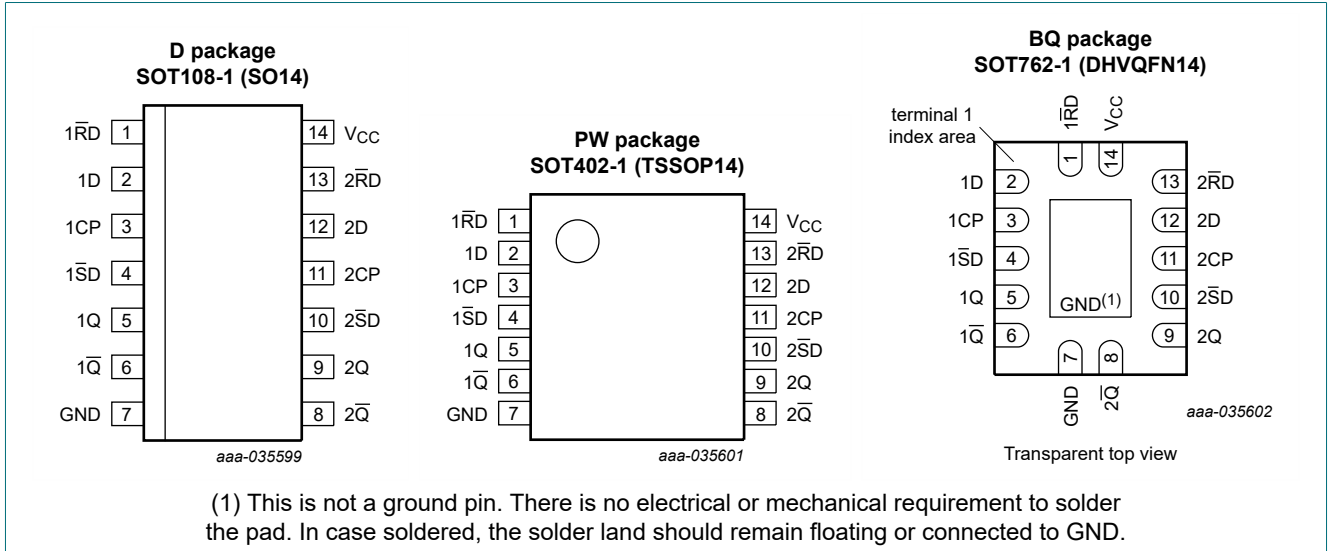 D package
SOT108-1 (SO14)
1R̅D 1
1D 2
1CP 3
1S̅D 4
1Q 5
1Q̅ 6
GND 7
14 VCC
13 2R̅D
12 2D
11 2CP
10 2S̅D
9 2Q
8 2Q̅
aaa-035599
PW package
SOT402-1 (TSSOP14)
1R̅D 1
1D 2
1CP 3
1S̅D 4
1Q 5
1Q̅ 6
GND 7
14 VCC
13 2R̅D
12 2D
11 2CP
10 2S̅D
9 2Q
8 2Q̅
aaa-035601
BQ package
SOT762-1 (DHVQFN14)
terminal 1
index area
1R̅D 1
14 VCC
1D 2
1CP 3
1S̅D 4
1Q 5
1Q̅ 6
13 2R̅D
12 2D
11 2CP
10 2S̅D
9 2Q
GND(1)
GND 7
2Q̅ 8
aaa-035602
Transparent top view
(1) This is not a ground pin. There is no electrical or mechanical requirement to solder
the pad. In case soldered, the solder land should remain floating or connected to GND.